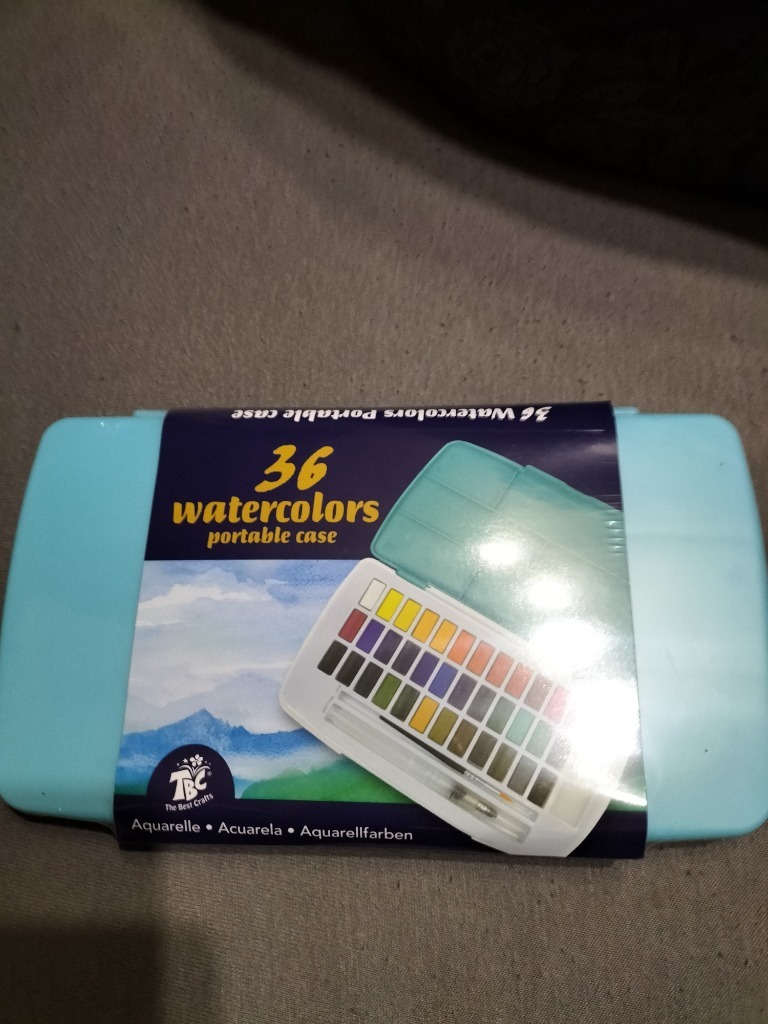 36 Watercolors Portable case
36
watercolors
portable case
TBC®
The Best Crafts
Aquarelle • Acuarela • Aquarellfarben